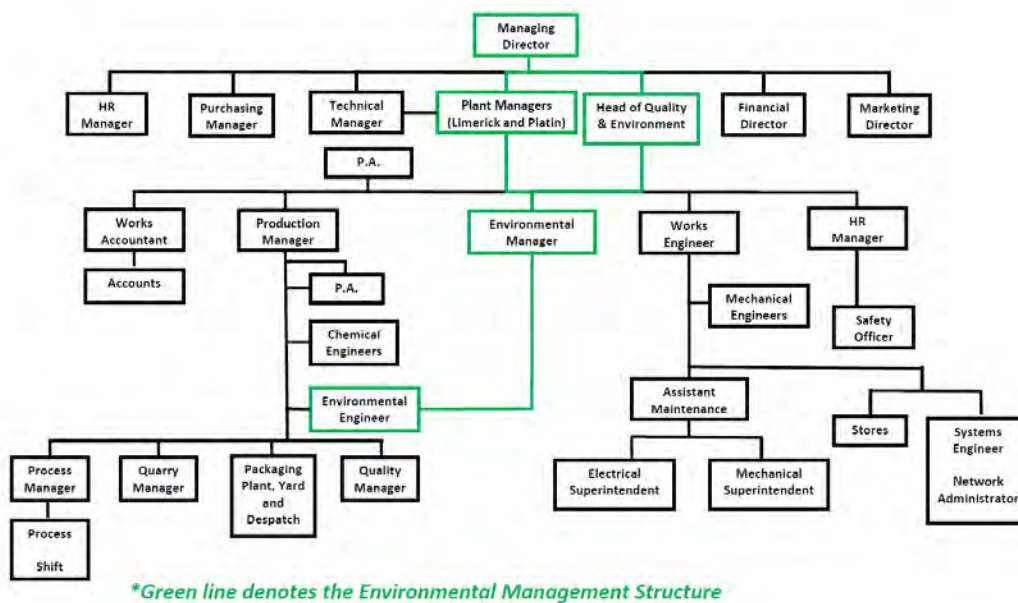 Managing
Director
HR
Manager
Purchasing
Manager
Technical
Manager
Plant Managers
(Limerick and Platin)
Head of Quality
& Environment
Financial
Director
Marketing
Director
P.A.
Works
Accountant
Production
Manager
Environmental
Manager
Works
Engineer
HR
Manager
Accounts
P.A.
Mechanical
Engineers
Safety
Officer
Chemical
Engineers
Environmental
Engineer
Assistant
Maintenance
Stores
Systems
Engineer
Network
Administrator
Process
Manager
Quarry
Manager
Packaging
Plant, Yard
and
Despatch
Quality
Manager
Electrical
Superintendent
Mechanical
Superintendent
Process
Shift
*Green line denotes the Environmental Management Structure